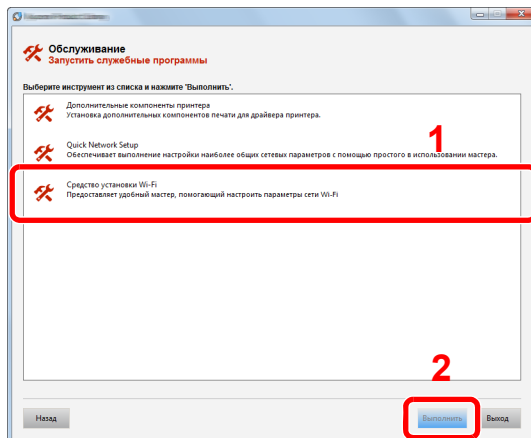 Обслуживание
Запустить служебные программы
Выберите инструмент из списка и нажмите 'Выполнить'.
Дополнительные компоненты принтера
Установка дополнительных компонентов печати для драйвера принтера.
1
Quick Network Setup
Обеспечивает выполнение настройки наиболее общих сетевых параметров с помощью простого в использовании мастера.
Средство установки Wi-Fi
Предоставляет удобный мастер, помогающий настроить параметры сети Wi-Fi
2
Назад
Выполнить
Выход